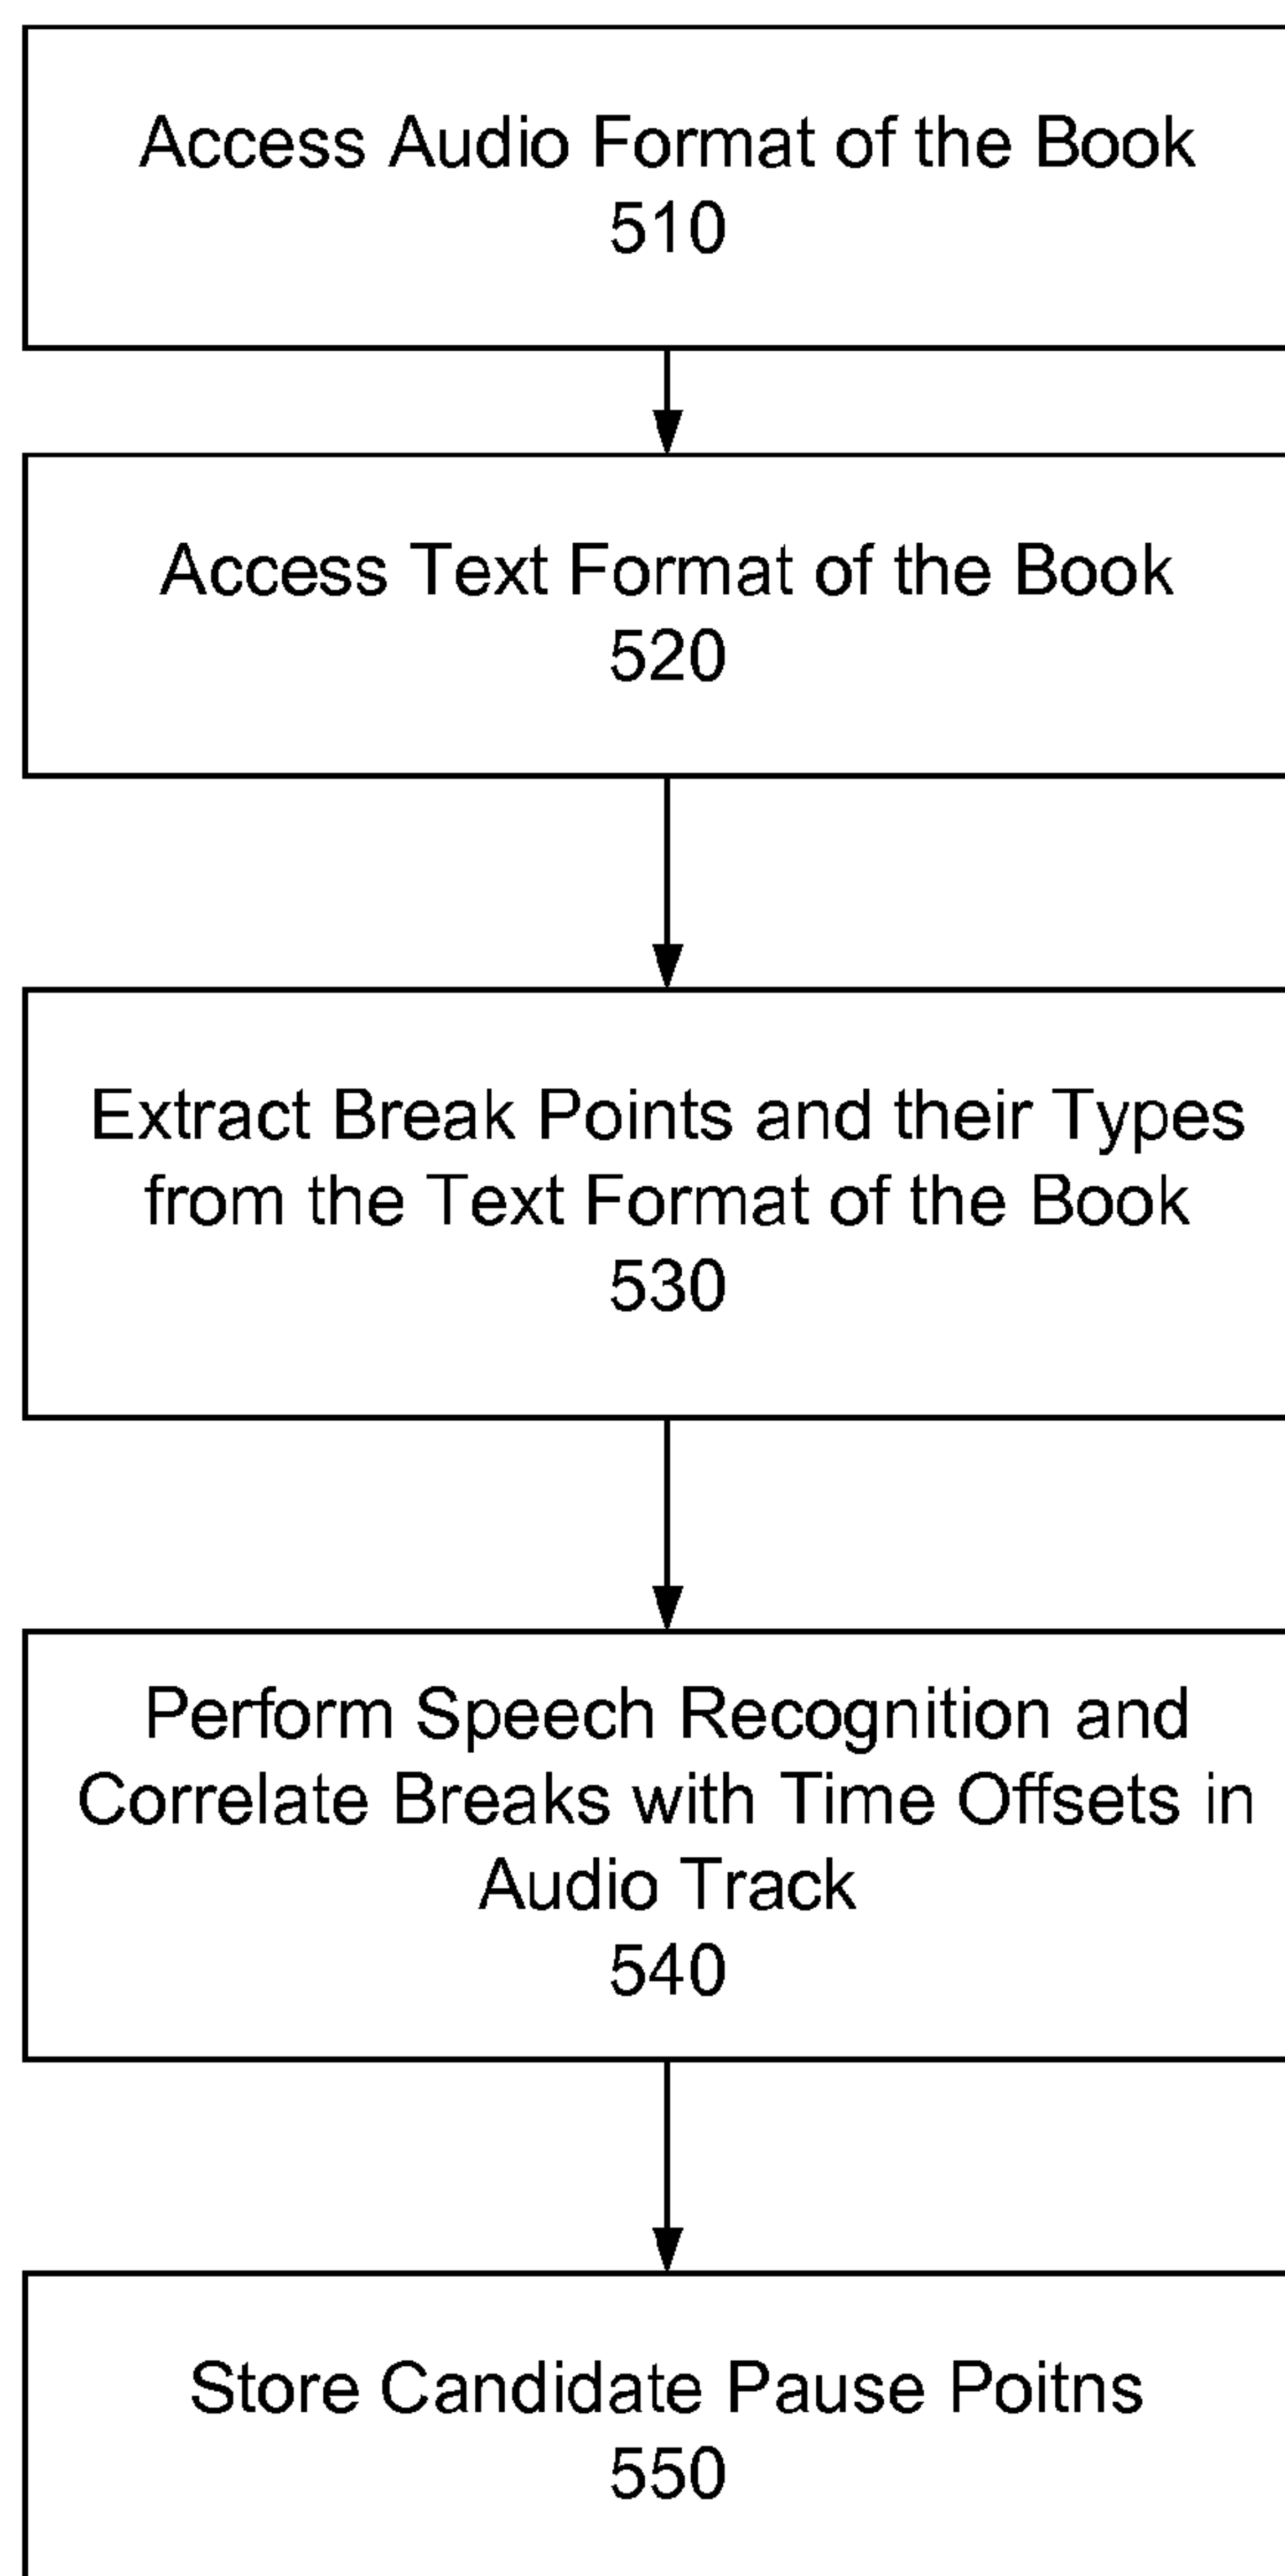 Access Audio Format of the Book
510
Access Text Format of the Book
520
Extract Break Points and their Types
from the Text Format of the Book
530
Perform Speech Recognition and
Correlate Breaks with Time Offsets in
Audio Track
540
Store Candidate Pause Poitns
550